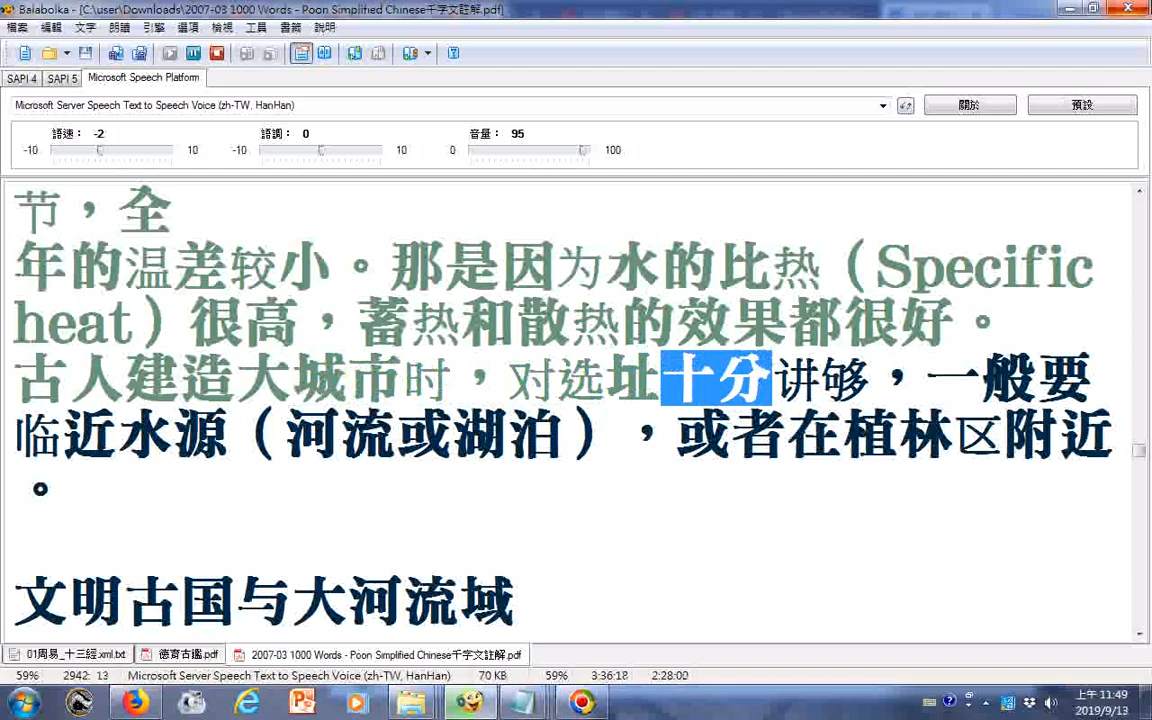 Balabolka - [C:\user\Downloads\2007-03 1000 Words - Poon Simplified Chinese千字文註解.pdf]
檔案 編輯 文字 朗讀 引擎 選項 檢視 工具 書籤 說明
SAPI 4 SAPI 5 Microsoft Speech Platform
Microsoft Server Speech Text to Speech Voice (zh-TW, HanHan) 關於 預設
語速： -2 語調： 0 音量： 95
-10 10 -10 10 0 100
节，全
年的温差较小。那是因为水的比热（Specific
heat）很高，蓄热和散热的效果都很好。
古人建造大城市时，对选址十分讲够，一般要
临近水源（河流或湖泊），或者在植林区附近
。
文明古国与大河流域
01周易_十三經.xml.txt 德育古鑑.pdf 2007-03 1000 Words - Poon Simplified Chinese千字文註解.pdf
59% 2942: 13 Microsoft Server Speech Text to Speech Voice (zh-TW, HanHan) 70 KB 59% 3:36:18 2:28:00
上午 11:49
2019/9/13